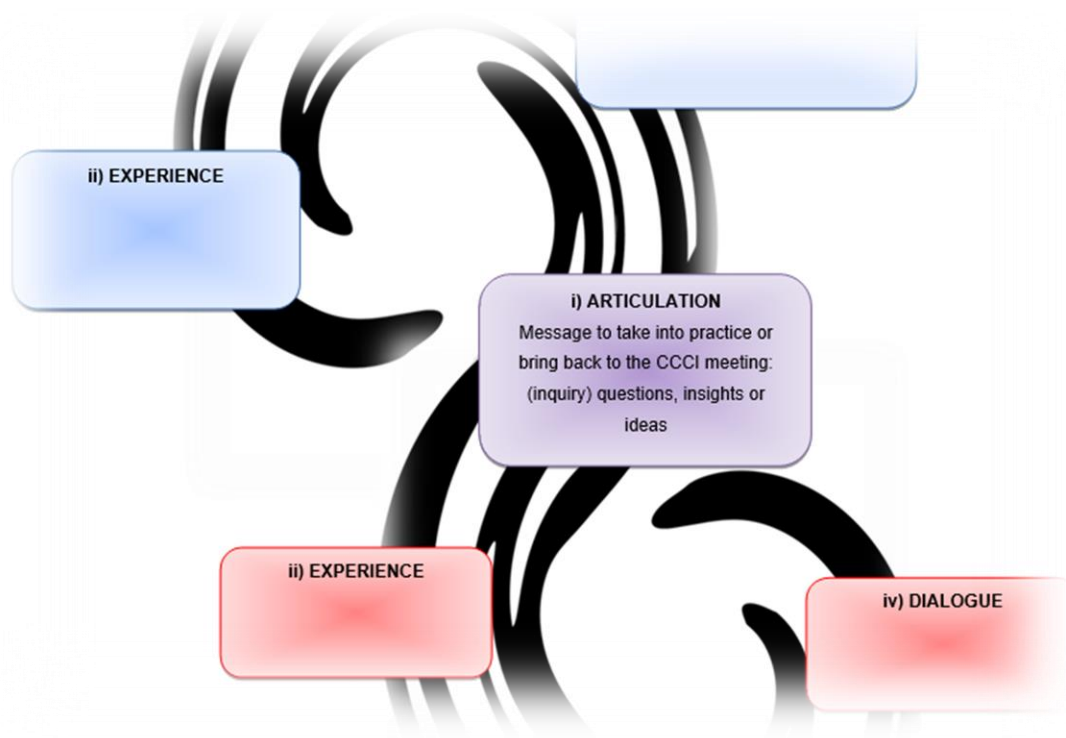 ii) EXPERIENCE
i) ARTICULATION
Message to take into practice or
bring back to the CCCI meeting:
(inquiry) questions, insights or
ideas
ii) EXPERIENCE
iv) DIALOGUE